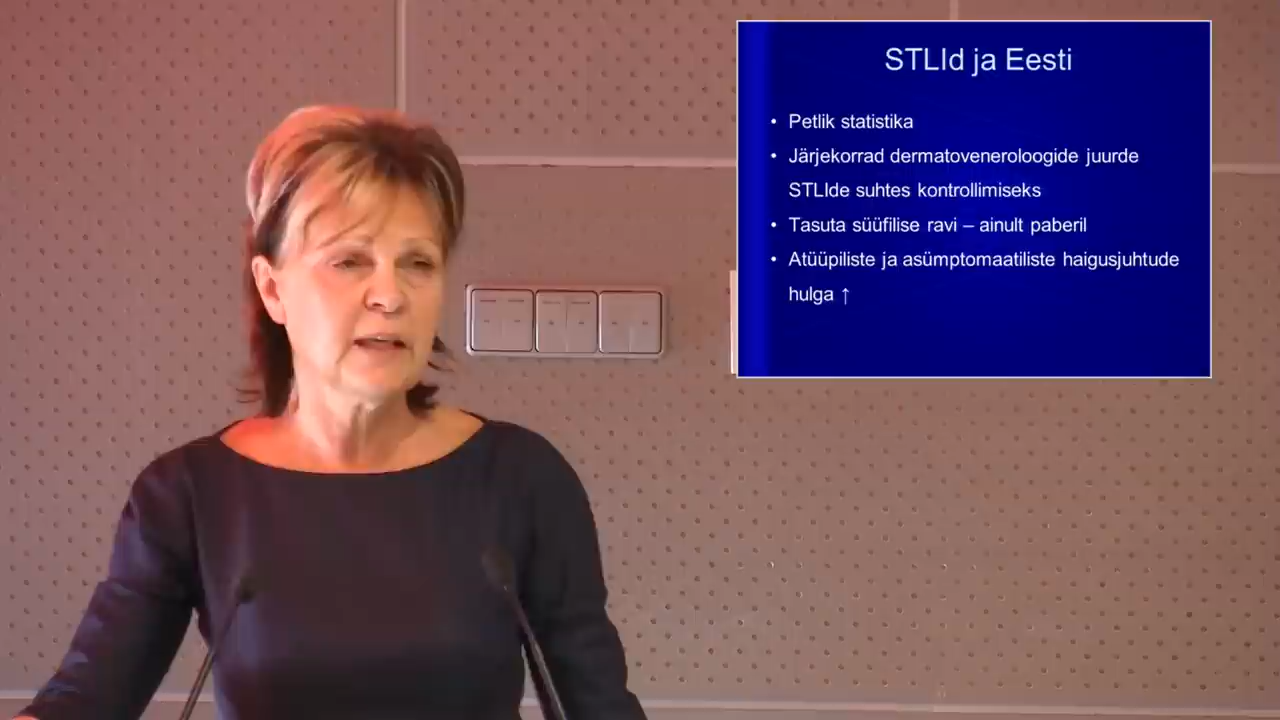 STLId ja Eesti
• Petlik statistika
• Järjekorrad dermatoveneroloogide juurde
STLIde suhtes kontrollimiseks
• Tasuta süüfilise ravi – ainult paberil
• Atüüpiliste ja asümptomaatiliste haigusjuhtude
hulga ↑